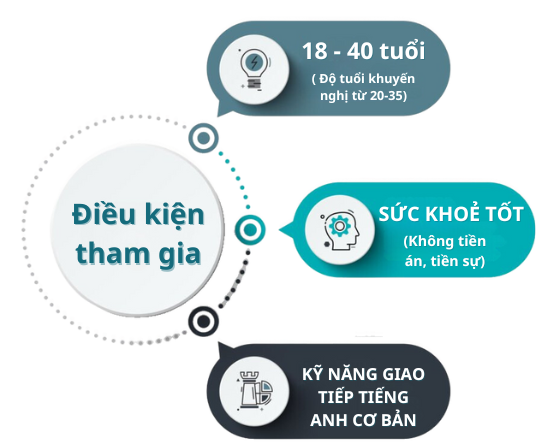 18 - 40 tuổi
( Độ tuổi khuyến
nghị từ 20-35)
Điều kiện
tham gia
SỨC KHOẺ TỐT
(Không tiền
án, tiền sự)
KỸ NĂNG GIAO
TIẾP TIẾNG
ANH CƠ BẢN